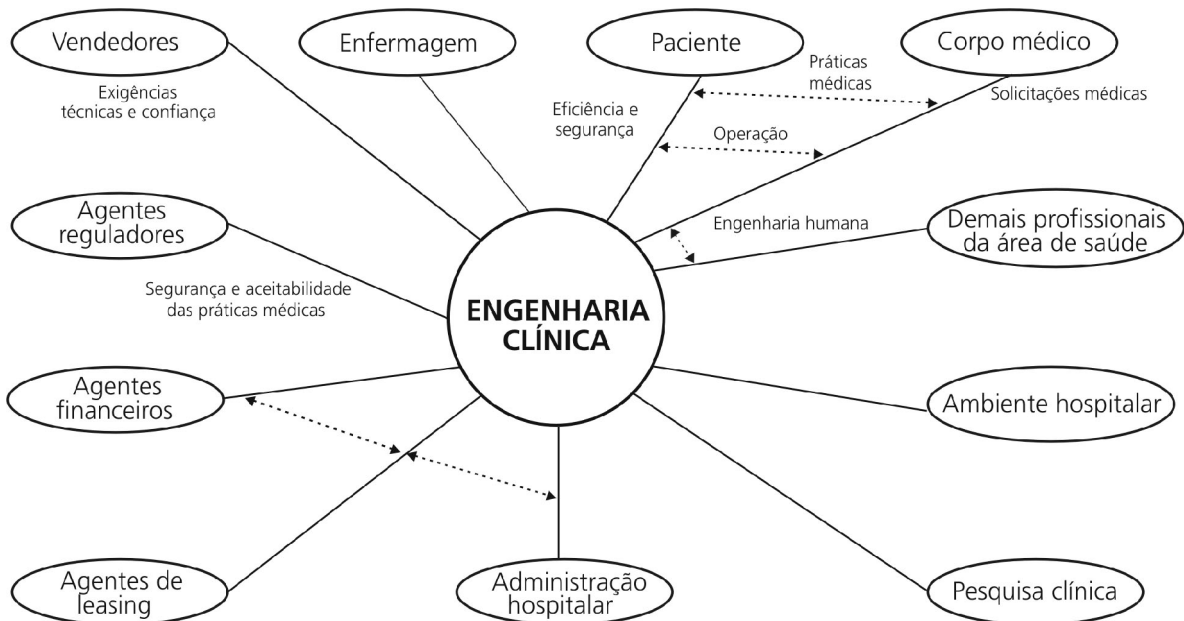 Vendedores
Enfermagem
Paciente
Corpo médico
Exigências
técnicas e confiança
Eficiência e
segurança
Práticas
médicas
Solicitações médicas
Operação
Agentes
reguladores
Engenharia humana
Demais profissionais
da área de saúde
Segurança e aceitabilidade
das práticas médicas
ENGENHARIA
CLÍNICA
Agentes
financeiros
Ambiente hospitalar
Agentes de
leasing
Administração
hospitalar
Pesquisa clínica